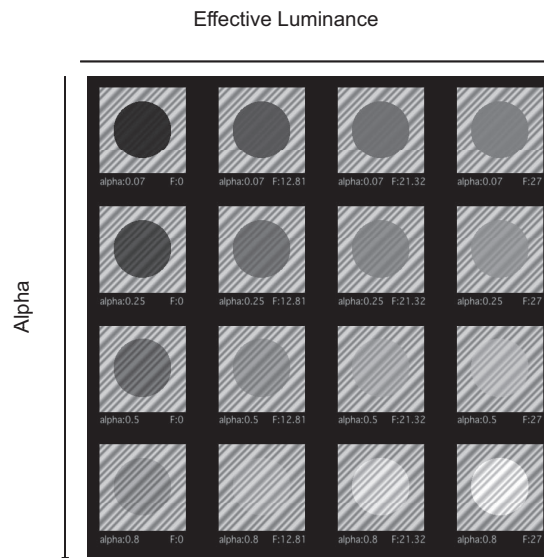 Effective Luminance
Alpha
alpha:0.07 F:0 alpha:0.07 F:12.81 alpha:0.07 F:21.32 alpha:0.07 F:27
alpha:0.25 F:0 alpha:0.25 F:12.81 alpha:0.25 F:21.32 alpha:0.25 F:27
alpha:0.5 F:0 alpha:0.5 F:12.81 alpha:0.5 F:21.32 alpha:0.5 F:27
alpha:0.8 F:0 alpha:0.8 F:12.81 alpha:0.8 F:21.32 alpha:0.8 F:27